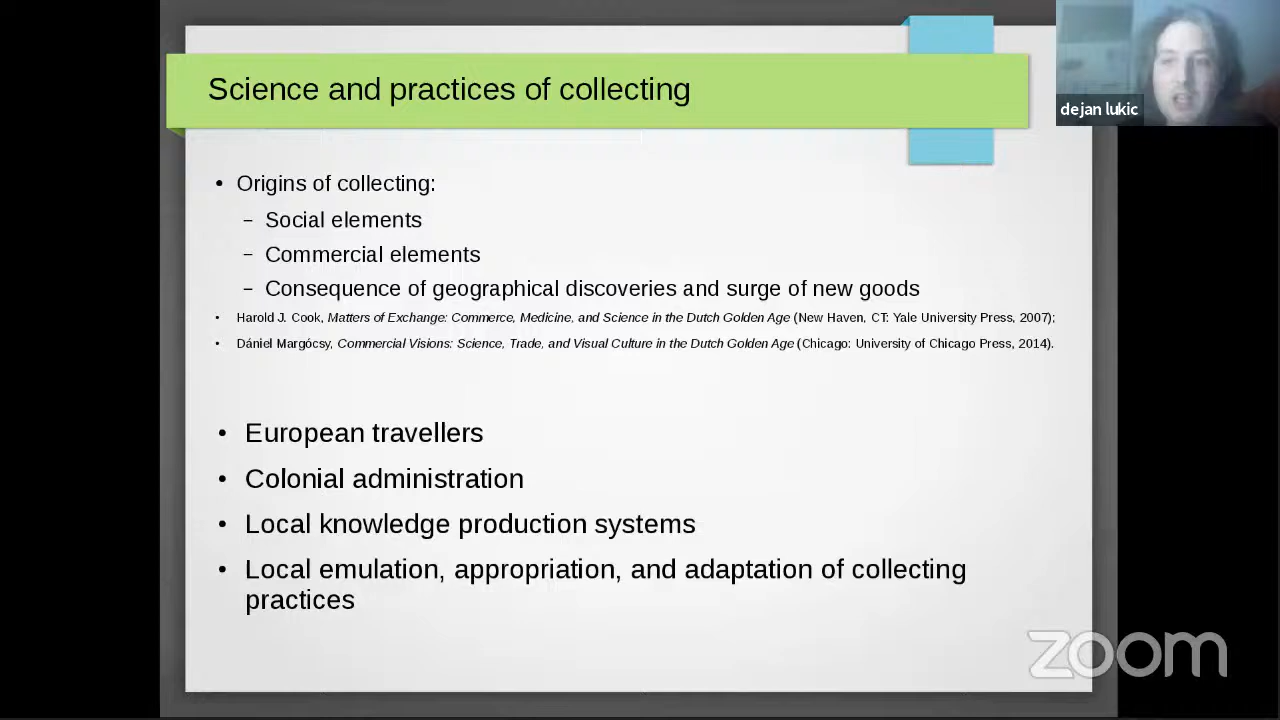 Science and practices of collecting
dejan lukic
• Origins of collecting:
– Social elements
– Commercial elements
– Consequence of geographical discoveries and surge of new goods
• Harold J. Cook, Matters of Exchange: Commerce, Medicine, and Science in the Dutch Golden Age (New Haven, CT: Yale University Press, 2007);
• Dániel Margócsy, Commercial Visions: Science, Trade, and Visual Culture in the Dutch Golden Age (Chicago: University of Chicago Press, 2014).
• European travellers
• Colonial administration
• Local knowledge production systems
• Local emulation, appropriation, and adaptation of collecting
practices
zoom